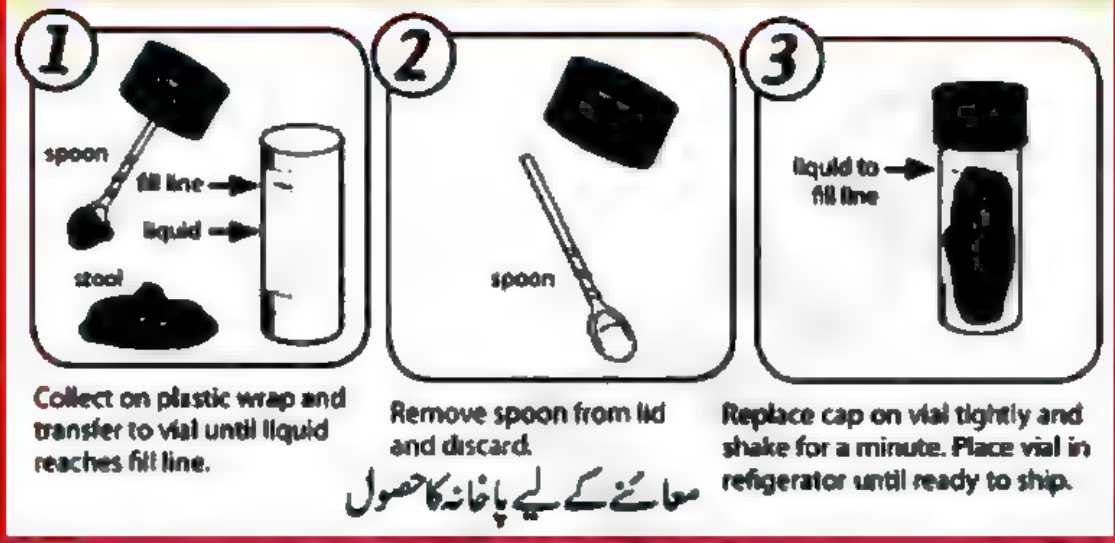 1
spoon
fill line
liquid
stool
Collect on plastic wrap and
transfer to vial until liquid
reaches fill line.
2
spoon
Remove spoon from lid
and discard.
3
liquid to
fill line
Replace cap on vial tightly and
shake for a minute. Place vial in
refigerator until ready to ship.
معائنے کے لیے پاخانہ کا حصول